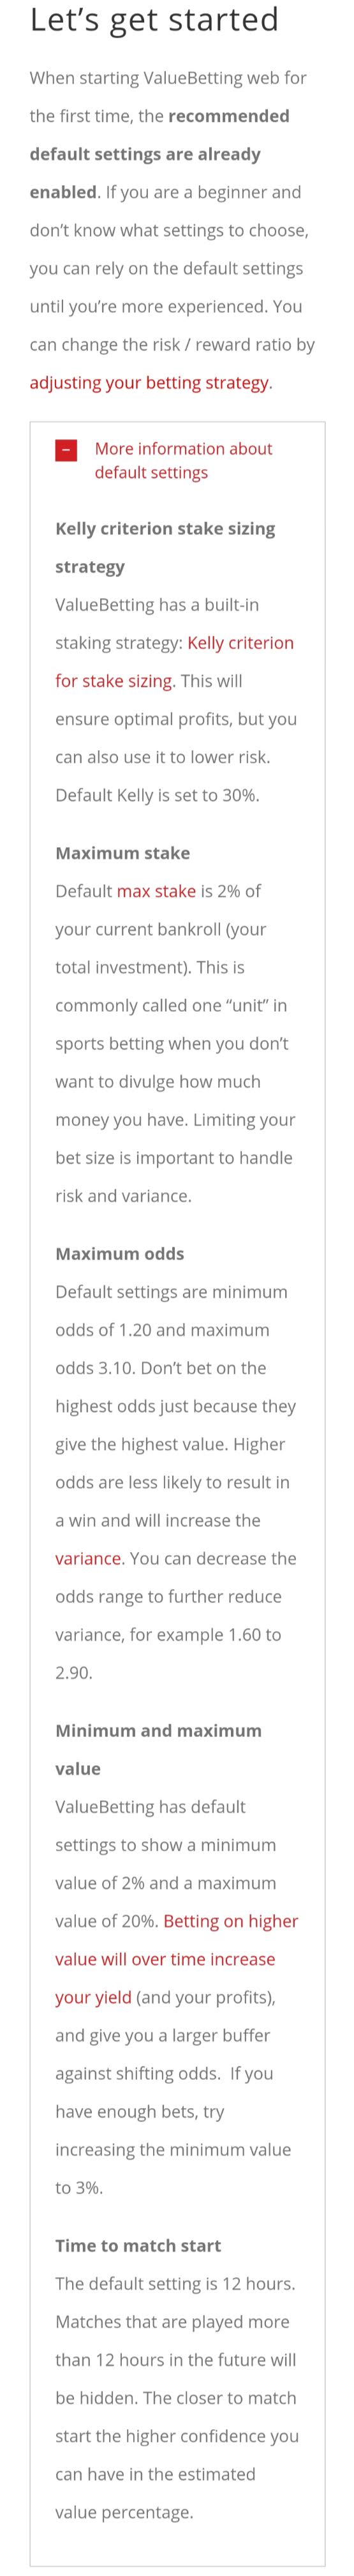 Let’s get started
When starting ValueBetting web for
the first time, the recommended
default settings are already
enabled. If you are a beginner and
don’t know what settings to choose,
you can rely on the default settings
until you’re more experienced. You
can change the risk / reward ratio by
adjusting your betting strategy.
– More information about
default settings
Kelly criterion stake sizing
strategy
ValueBetting has a built-in
staking strategy: Kelly criterion
for stake sizing. This will
ensure optimal profits, but you
can also use it to lower risk.
Default Kelly is set to 30%.
Maximum stake
Default max stake is 2% of
your current bankroll (your
total investment). This is
commonly called one “unit” in
sports betting when you don’t
want to divulge how much
money you have. Limiting your
bet size is important to handle
risk and variance.
Maximum odds
Default settings are minimum
odds of 1.20 and maximum
odds 3.10. Don’t bet on the
highest odds just because they
give the highest value. Higher
odds are less likely to result in
a win and will increase the
variance. You can decrease the
odds range to further reduce
variance, for example 1.60 to
2.90.
Minimum and maximum
value
ValueBetting has default
settings to show a minimum
value of 2% and a maximum
value of 20%. Betting on higher
value will over time increase
your yield (and your profits),
and give you a larger buffer
against shifting odds.  If you
have enough bets, try
increasing the minimum value
to 3%.
Time to match start
The default setting is 12 hours.
Matches that are played more
than 12 hours in the future will
be hidden. The closer to match
start the higher confidence you
can have in the estimated
value percentage.